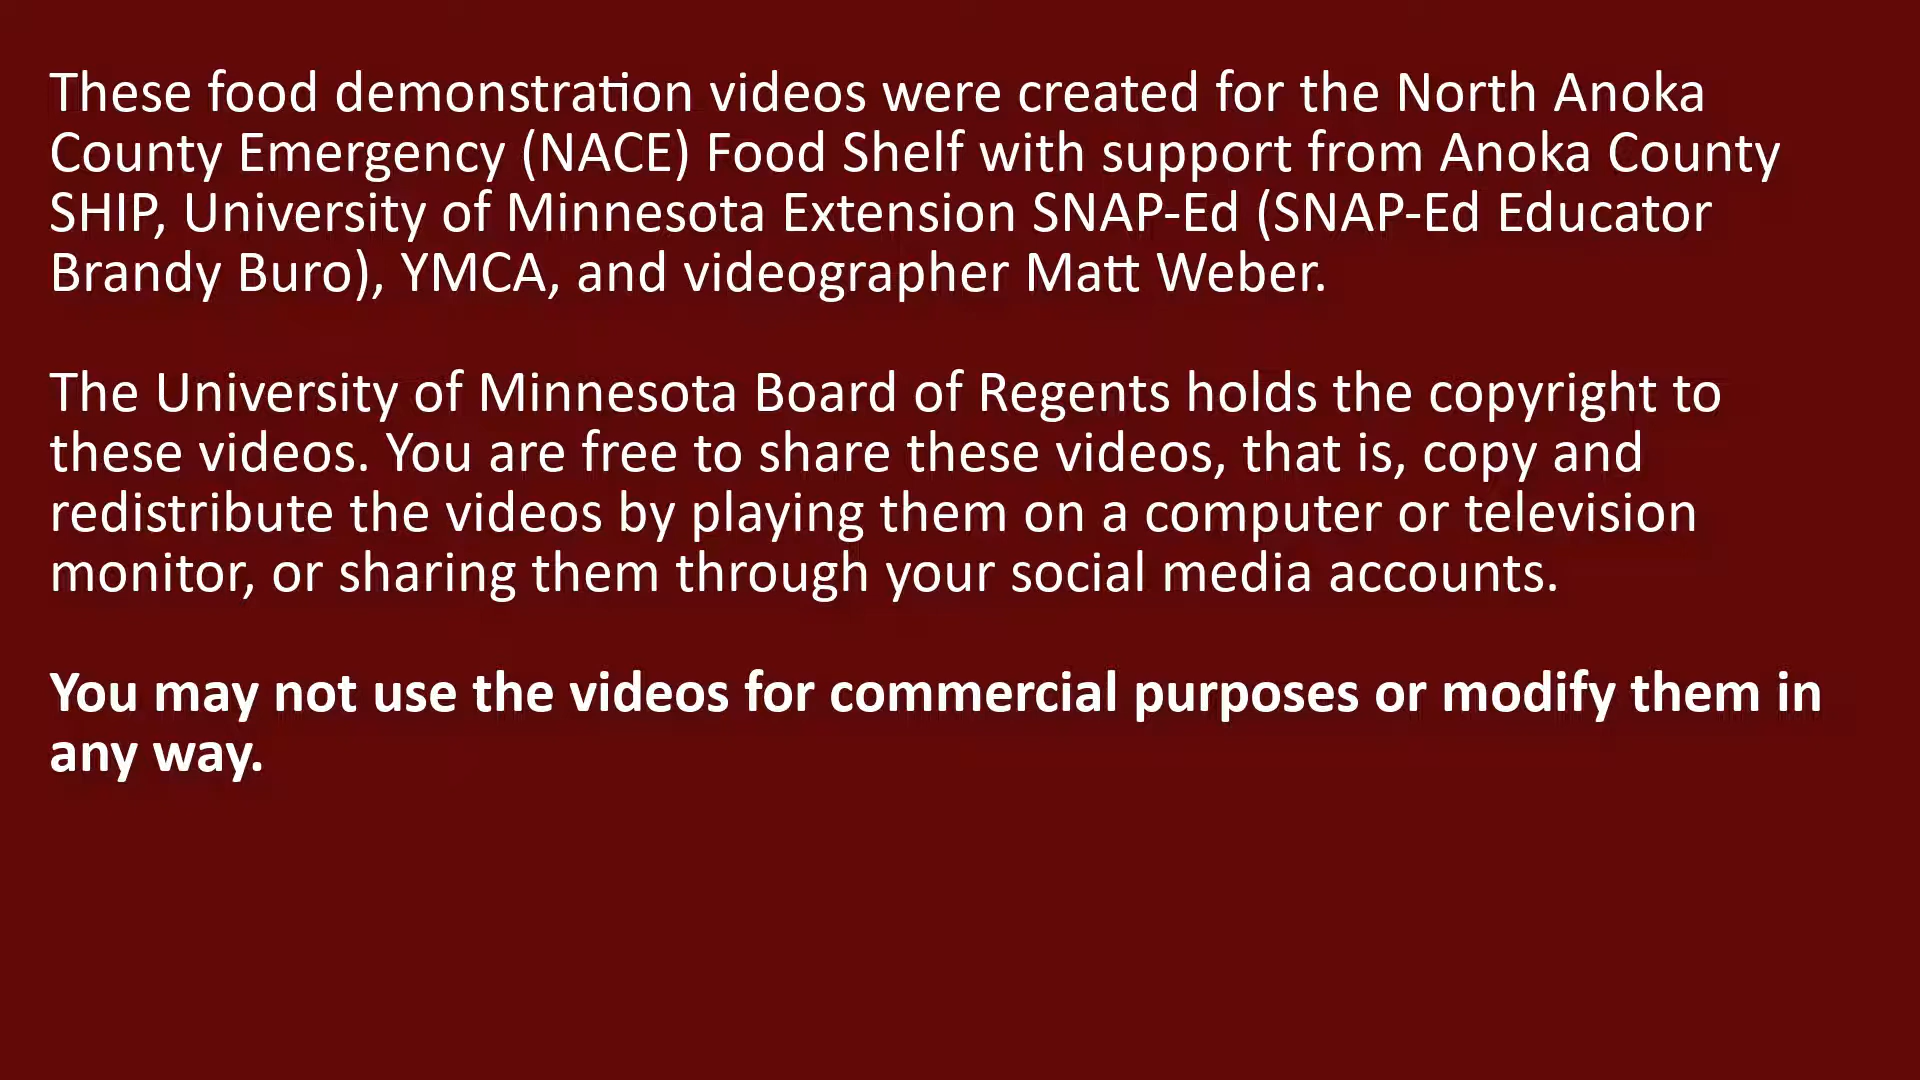 These food demonstration videos were created for the North Anoka
County Emergency (NACE) Food Shelf with support from Anoka County
SHIP, University of Minnesota Extension SNAP-Ed (SNAP-Ed Educator
Brandy Buro), YMCA, and videographer Matt Weber.
The University of Minnesota Board of Regents holds the copyright to
these videos. You are free to share these videos, that is, copy and
redistribute the videos by playing them on a computer or television
monitor, or sharing them through your social media accounts.
You may not use the videos for commercial purposes or modify them in
any way.